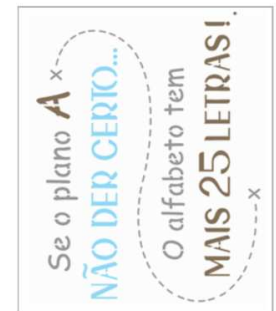 Se o plano A
NÃO DER CERTO...
O alfabeto tem
MAIS 25 LETRAS!